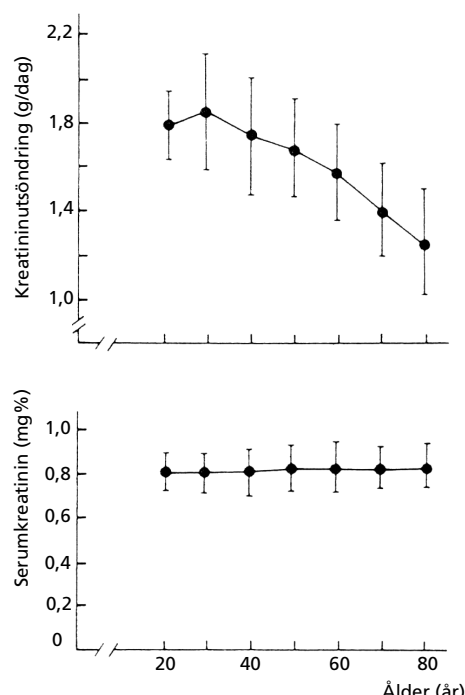 Kreatininutsöndring (g/dag)
2,2
1,8
1,4
1,0
Serumkreatinin (mg%)
1,0
0,8
0,6
0,4
0,2
0
20 40 60 80
Ålder (år)